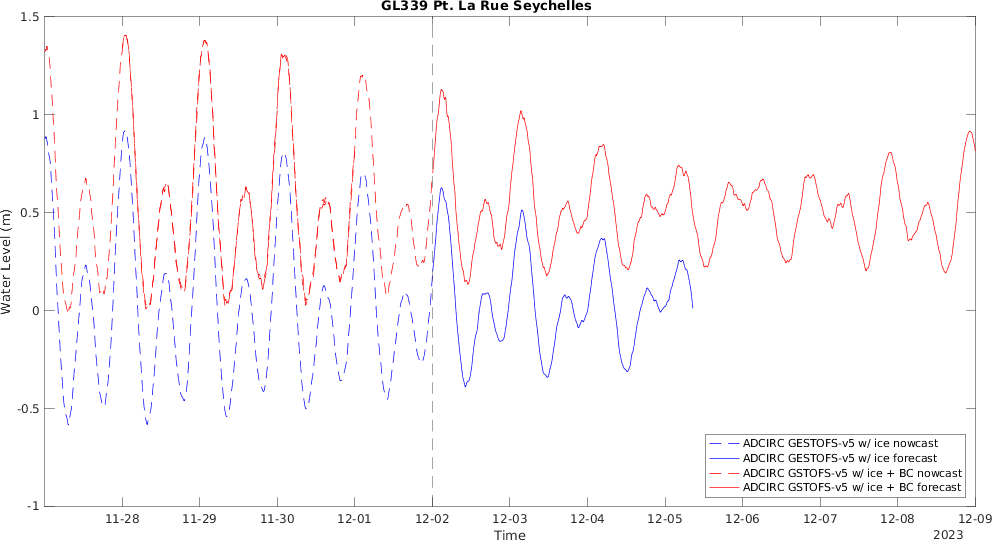 GL339 Pt. La Rue Seychelles
1.5
1
0.5
0
-0.5
-1
Water Level (m)
11-28 11-29 11-30 12-01 12-02 12-03 12-04 12-05 12-06 12-07 12-08 12-09
Time
2023
ADCIRC GESTOFS-v5 w/ ice nowcast
ADCIRC GESTOFS-v5 w/ ice forecast
ADCIRC GSTOFS-v5 w/ ice + BC nowcast
ADCIRC GSTOFS-v5 w/ ice + BC forecast